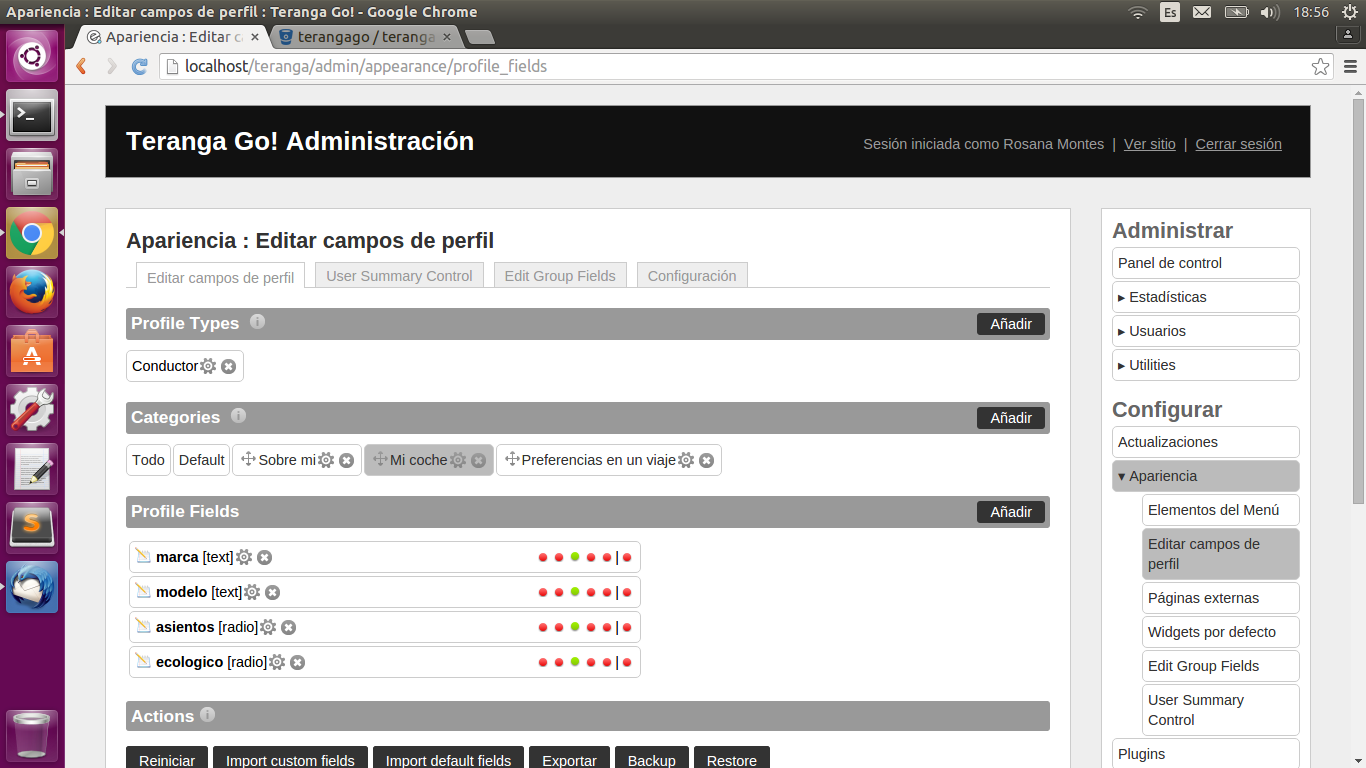 Apariencia : Editar campos de perfil : Teranga Go! - Google Chrome
Es
18:56
Apariencia : Editar c
terangago / teranga
localhost/teranga/admin/appearance/profile_fields
Teranga Go! Administración
Sesión iniciada como Rosana Montes | Ver sitio | Cerrar sesión
Apariencia : Editar campos de perfil
Editar campos de perfil
User Summary Control
Edit Group Fields
Configuración
Profile Types
Añadir
Conductor
Categories
Añadir
Todo
Default
Sobre mi
Mi coche
Preferencias en un viaje
Profile Fields
Añadir
marca [text]
modelo [text]
asientos [radio]
ecologico [radio]
Actions
Reiniciar
Import custom fields
Import default fields
Exportar
Backup
Restore
Administrar
Panel de control
▸ Estadísticas
▸ Usuarios
▸ Utilities
Configurar
Actualizaciones
▾ Apariencia
Elementos del Menú
Editar campos de
perfil
Páginas externas
Widgets por defecto
Edit Group Fields
User Summary
Control
Plugins